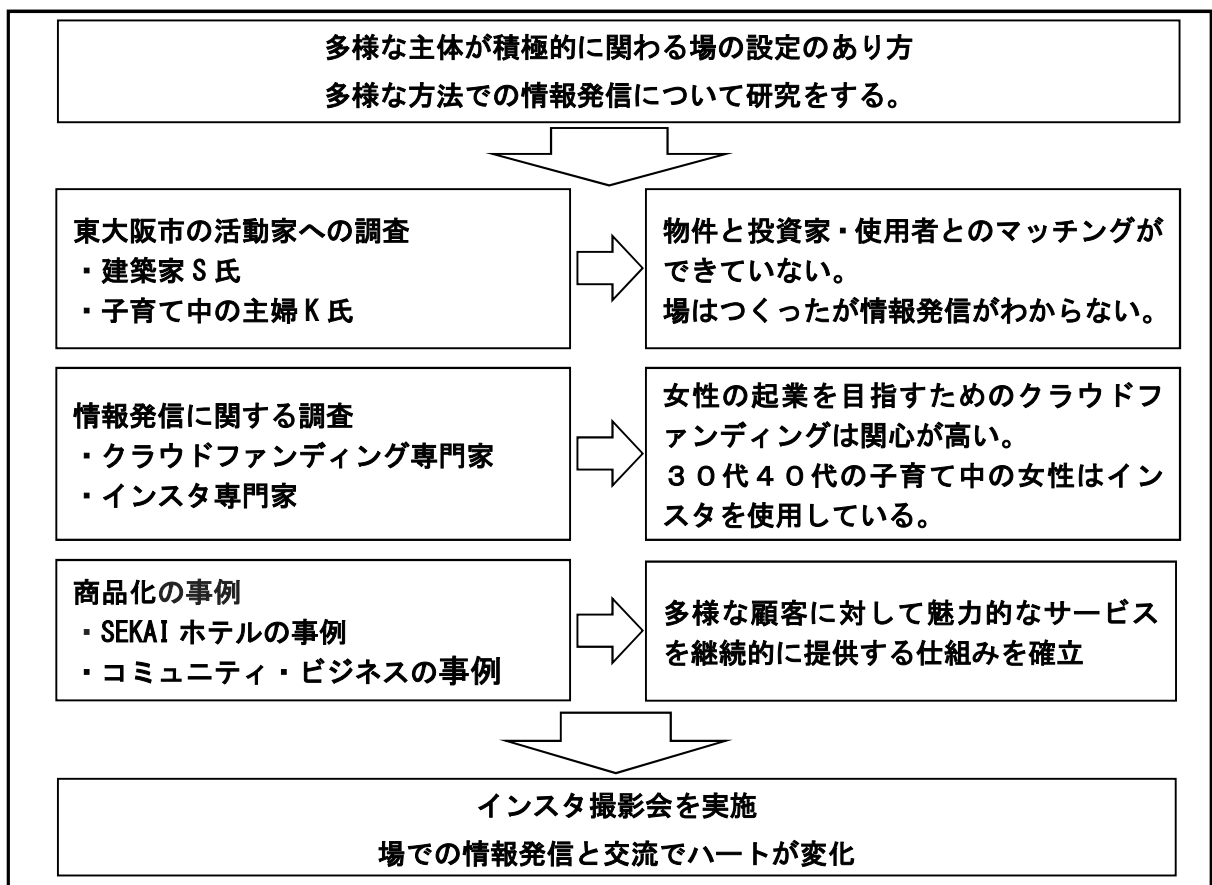 多様な主体が積極的に関わる場の設定のあり方
多様な方法での情報発信について研究をする。
東大阪市の活動家への調査
・建築家S氏
・子育て中の主婦K氏
物件と投資家・使用者とのマッチングが
できていない。
場はつくったが情報発信がわからない。
情報発信に関する調査
・クラウドファンディング専門家
・インスタ専門家
女性の起業を目指すためのクラウドフ
ァンディングは関心が高い。
３０代４０代の子育て中の女性はイン
スタを使用している。
商品化の事例
・SEKAIホテルの事例
・コミュニティ・ビジネスの事例
多様な顧客に対して魅力的なサービス
を継続的に提供する仕組みを確立
インスタ撮影会を実施
場での情報発信と交流でハートが変化